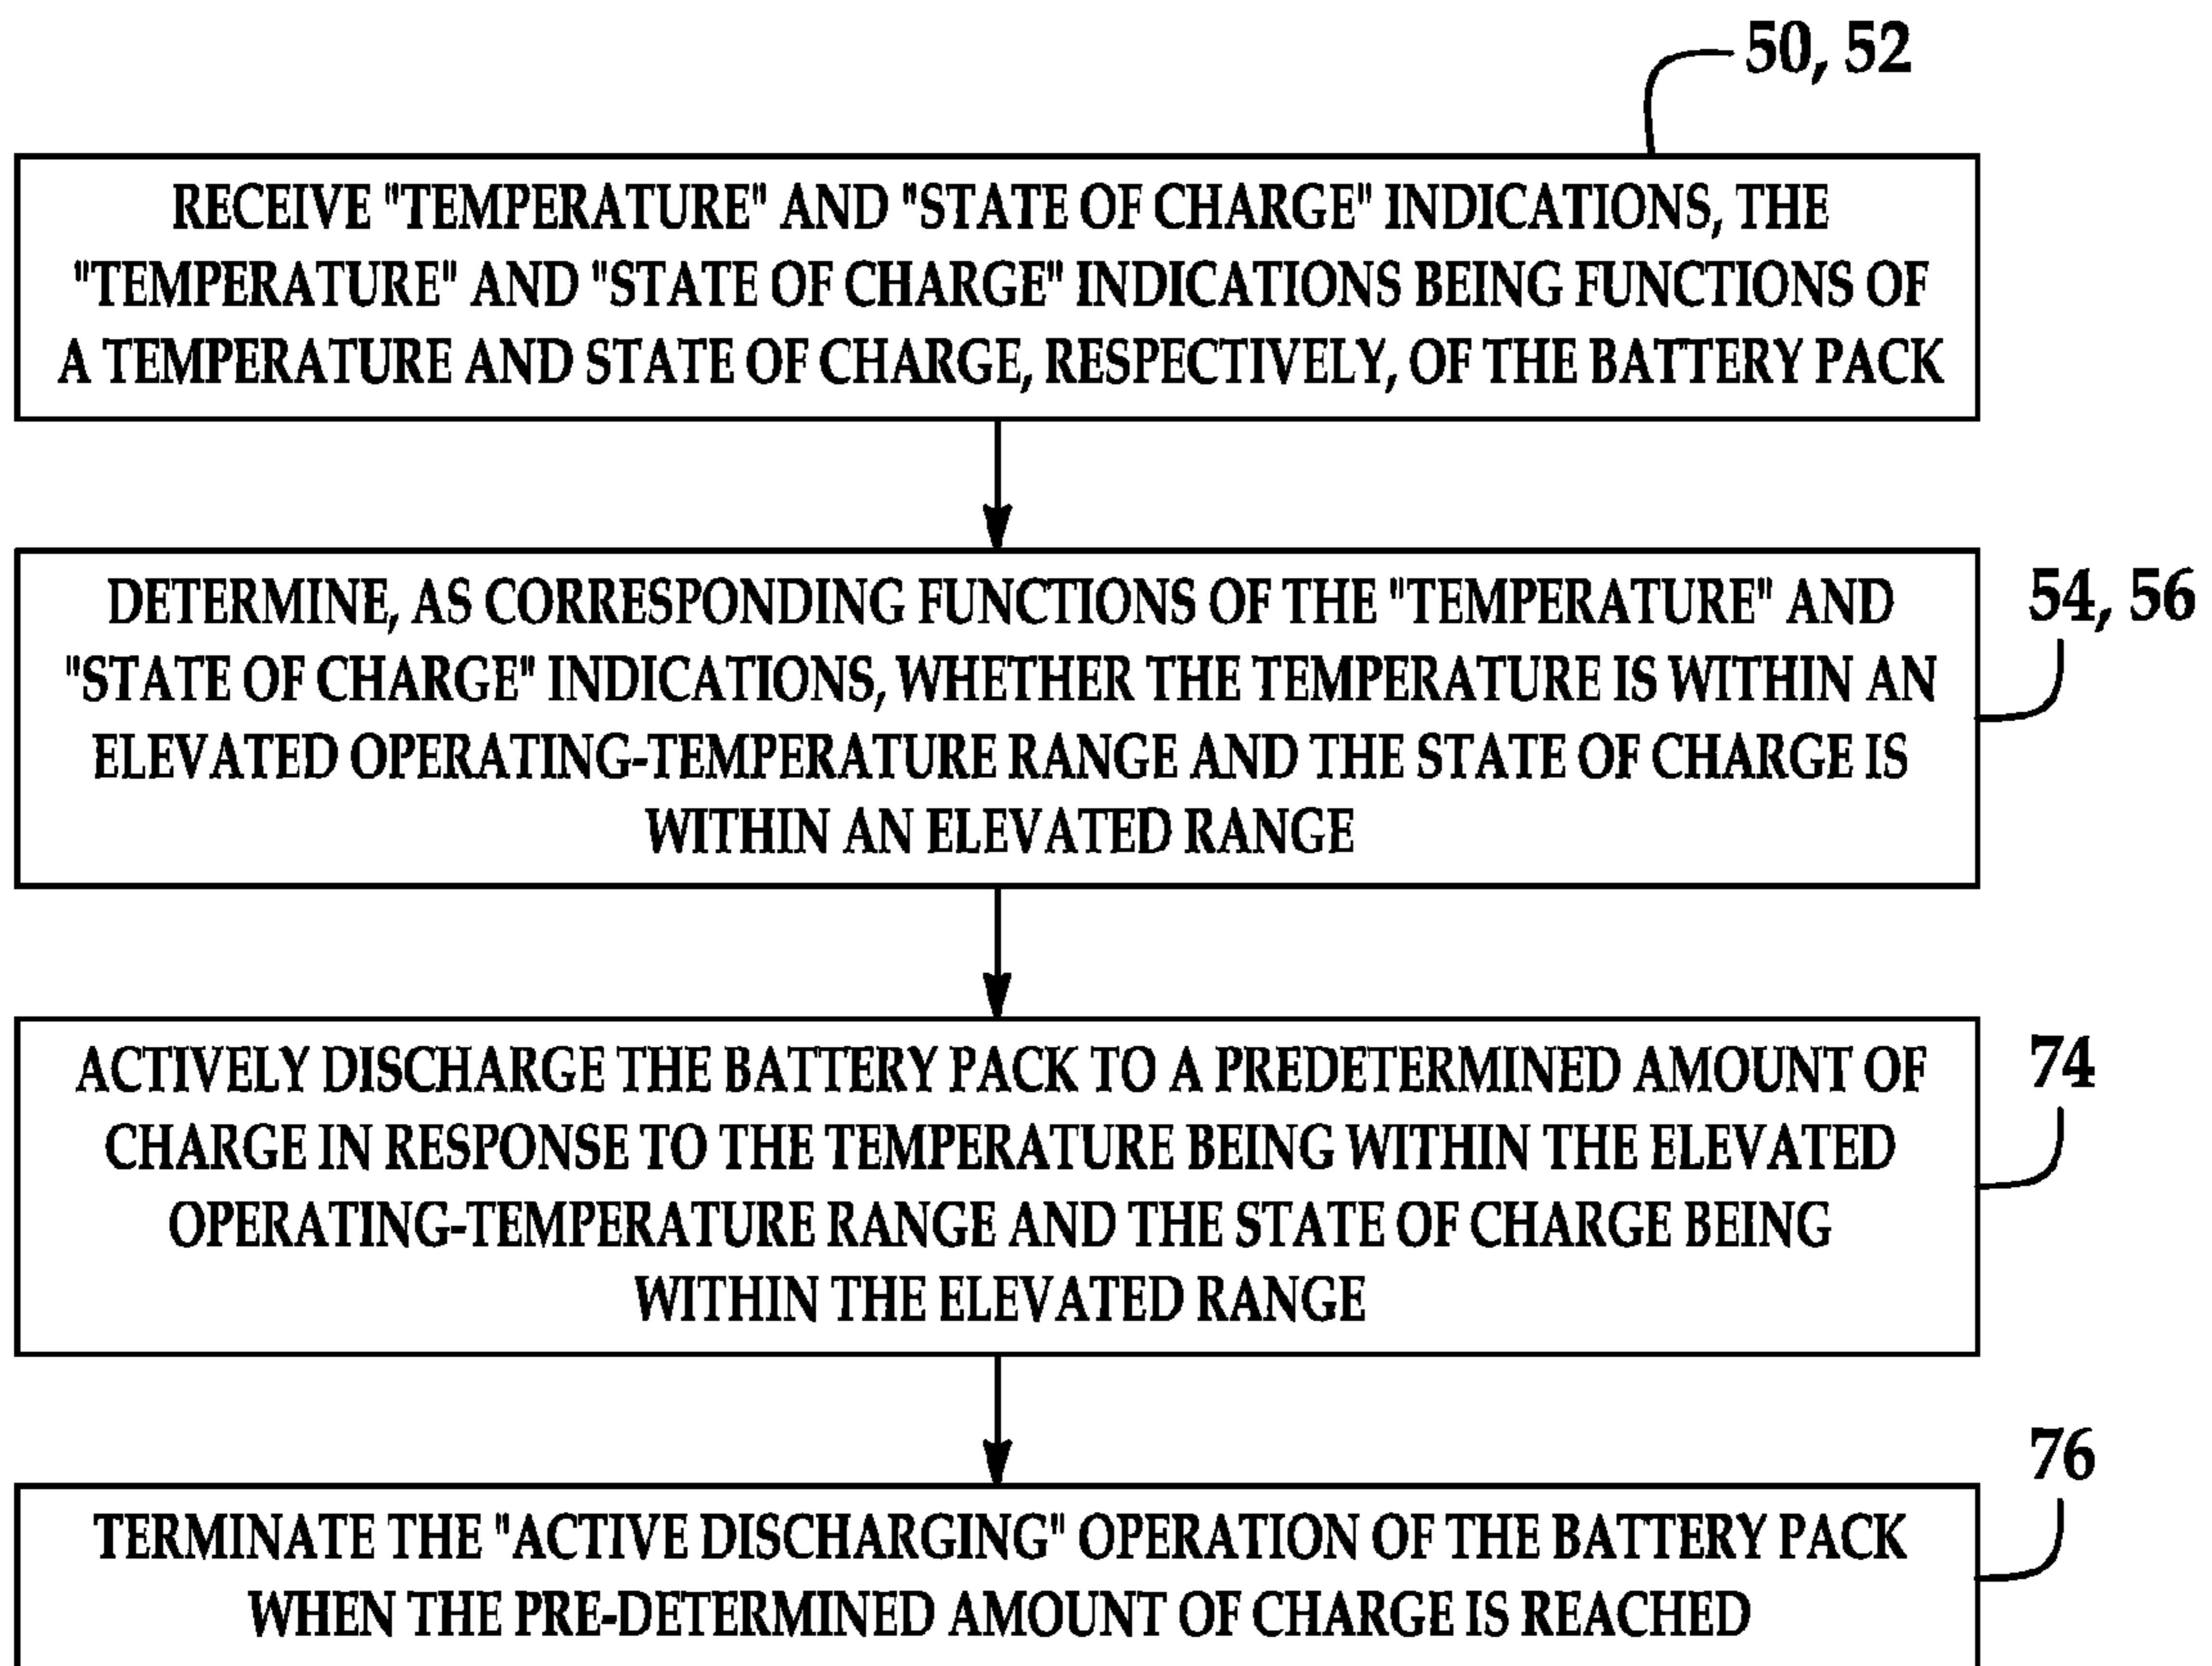 50, 52
RECEIVE "TEMPERATURE" AND "STATE OF CHARGE" INDICATIONS, THE
"TEMPERATURE" AND "STATE OF CHARGE" INDICATIONS BEING FUNCTIONS OF
A TEMPERATURE AND STATE OF CHARGE, RESPECTIVELY, OF THE BATTERY PACK
DETERMINE, AS CORRESPONDING FUNCTIONS OF THE "TEMPERATURE" AND
"STATE OF CHARGE" INDICATIONS, WHETHER THE TEMPERATURE IS WITHIN AN
ELEVATED OPERATING-TEMPERATURE RANGE AND THE STATE OF CHARGE IS
WITHIN AN ELEVATED RANGE
54, 56
ACTIVELY DISCHARGE THE BATTERY PACK TO A PREDETERMINED AMOUNT OF
CHARGE IN RESPONSE TO THE TEMPERATURE BEING WITHIN THE ELEVATED
OPERATING-TEMPERATURE RANGE AND THE STATE OF CHARGE BEING
WITHIN THE ELEVATED RANGE
74
TERMINATE THE "ACTIVE DISCHARGING" OPERATION OF THE BATTERY PACK
WHEN THE PRE-DETERMINED AMOUNT OF CHARGE IS REACHED
76